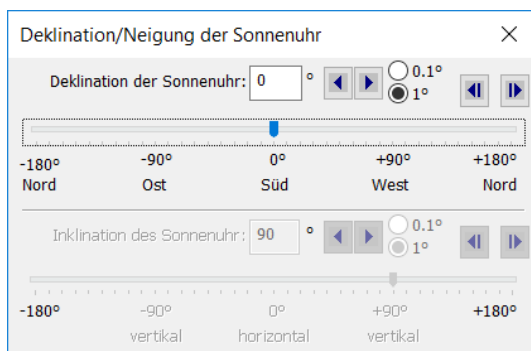 Deklination/Neigung der Sonnenuhr
Deklination der Sonnenuhr: 0 ° 0.1°
1°
-180° -90° 0° +90° +180°
Nord Ost Süd West Nord
Inklination des Sonnenuhr: 90 ° 0.1°
1°
-180° -90° 0° +90° +180°
vertikal horizontal vertikal